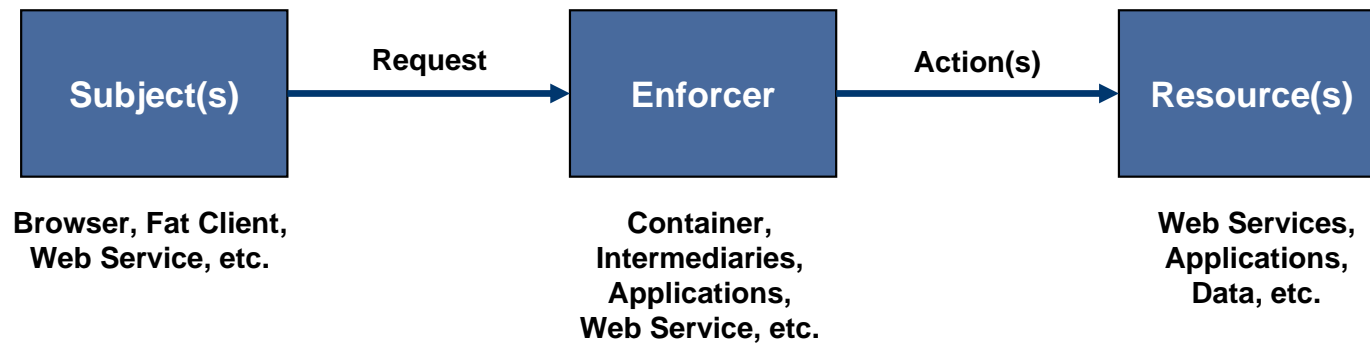 Subject(s)
Request
Enforcer
Action(s)
Resource(s)
Browser, Fat Client,
Web Service, etc.
Container,
Intermediaries,
Applications,
Web Service, etc.
Web Services,
Applications,
Data, etc.